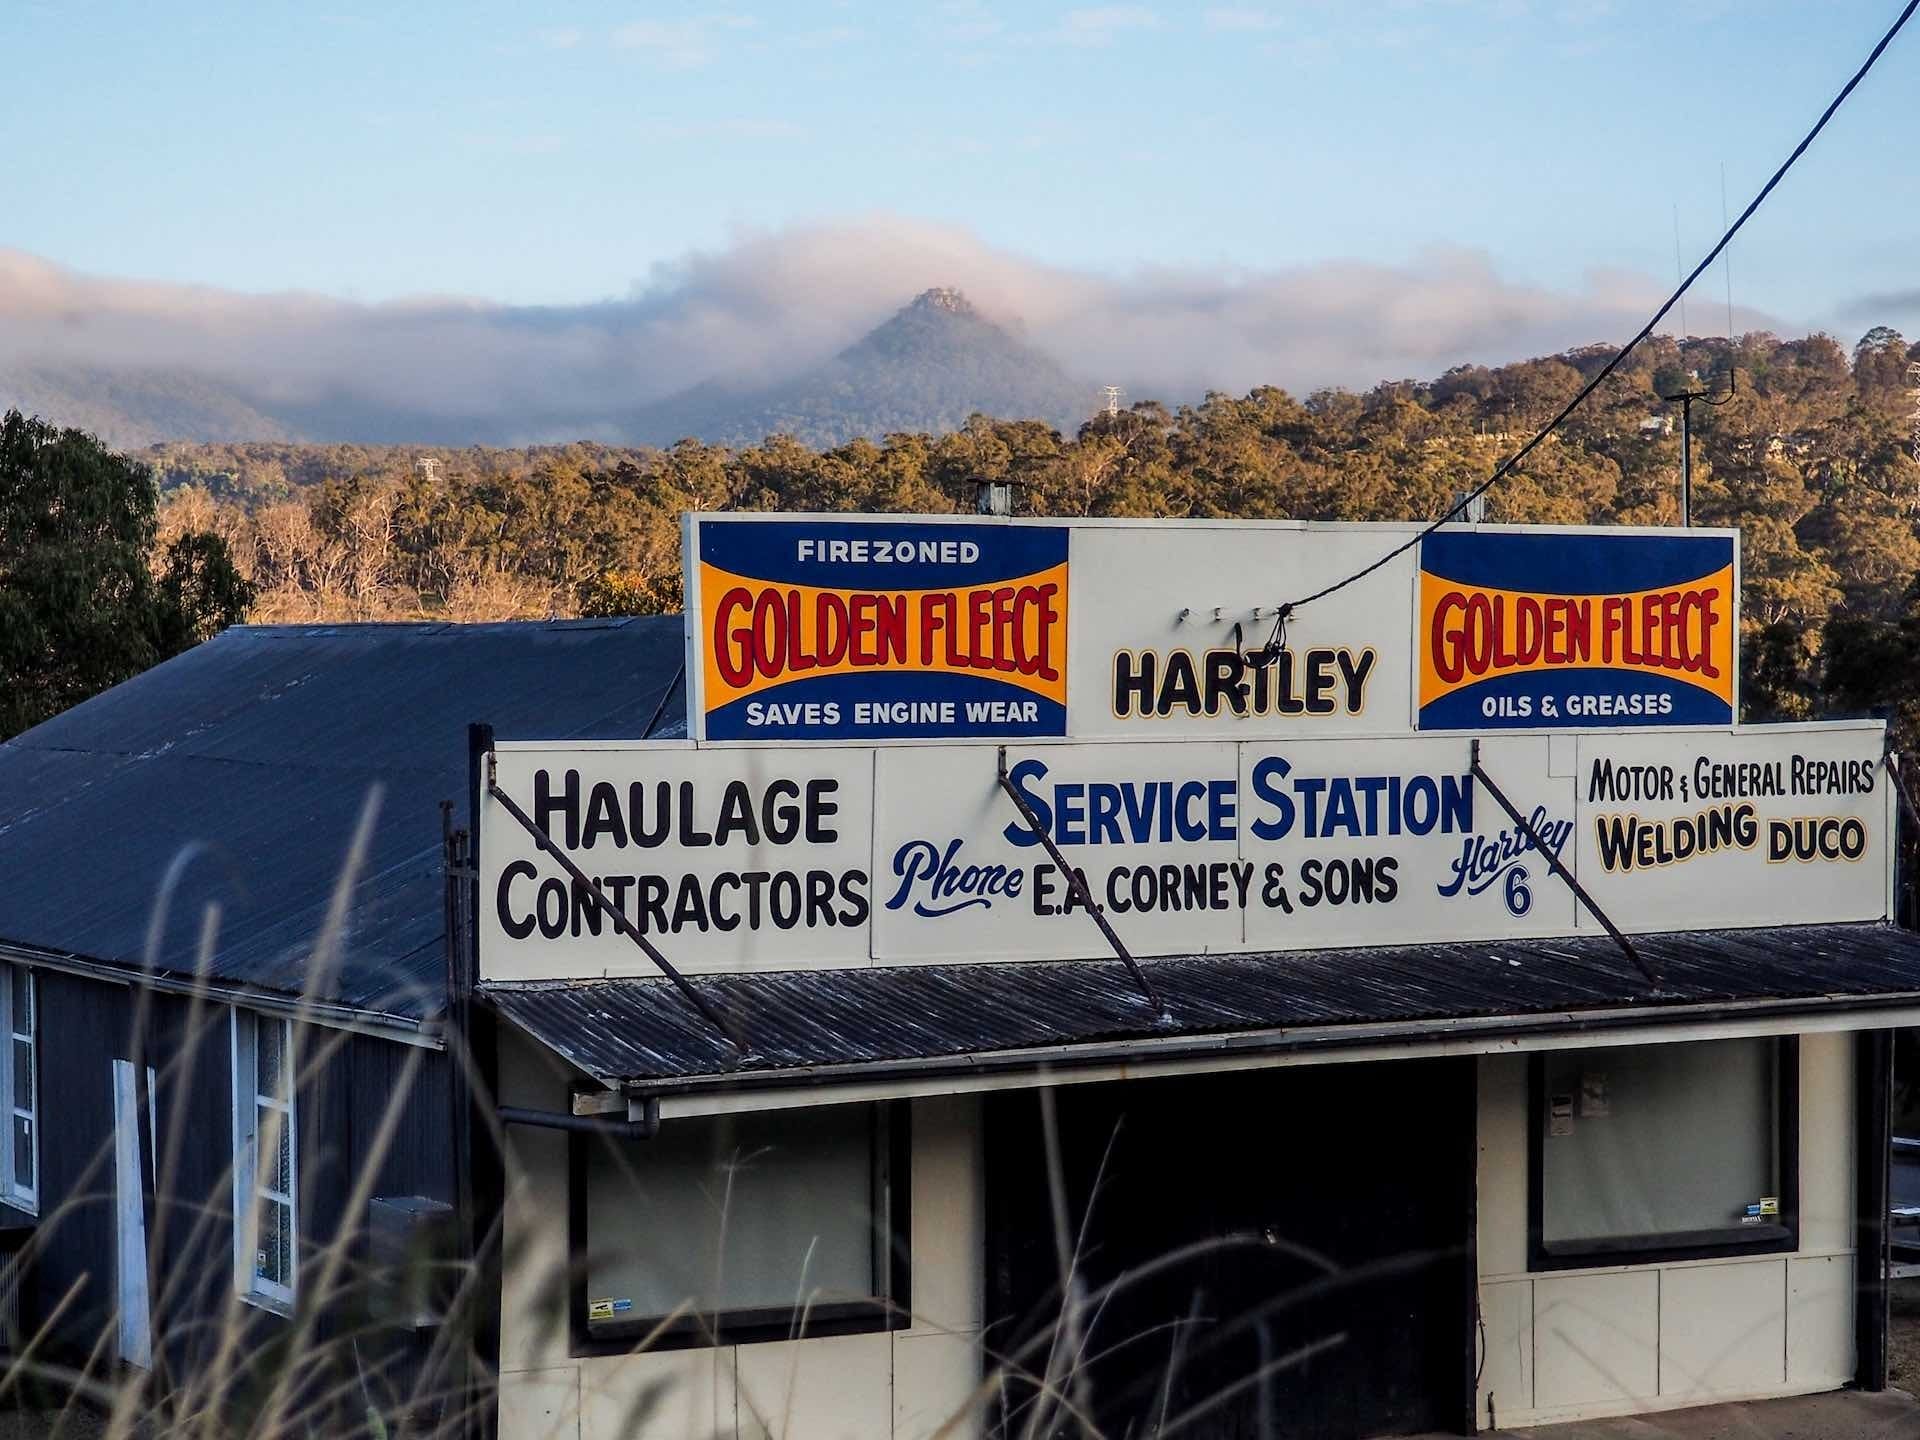 FIREZONED
GOLDEN FLEECE
SAVES ENGINE WEAR
HARTLEY
GOLDEN FLEECE
OILS & GREASES
HAULAGE
CONTRACTORS
SERVICE STATION
Phone E.A. CORNEY & SONS Hartley
6
MOTOR & GENERAL REPAIRS
WELDING DUCO